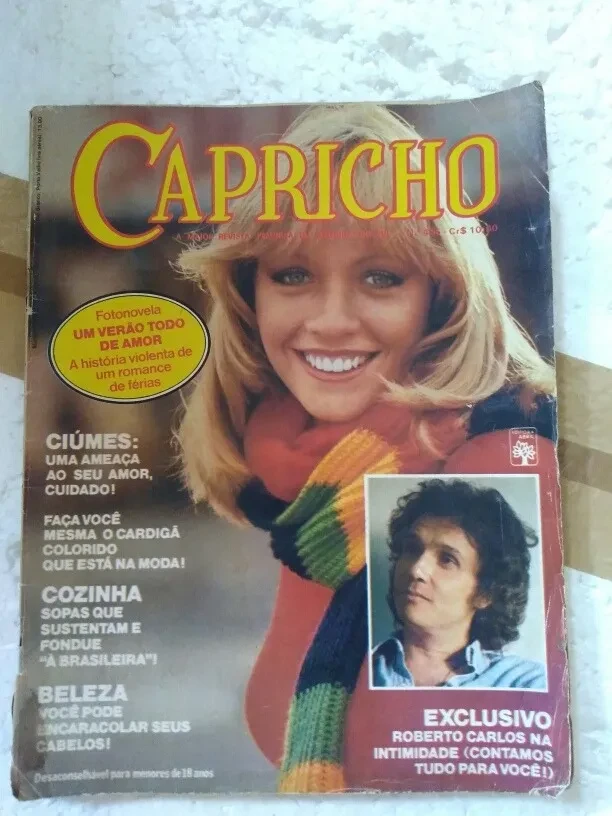 CAPRICHO
A MAIOR REVISTA
Cr$ 10,60
Fotonovela
UM VERÃO TODO
DE AMOR
A história violenta de
um romance
de férias
CIÚMES:
UMA AMEAÇA
AO SEU AMOR,
CUIDADO!
FAÇA VOCÊ
MESMA O CARDIGÃ
COLORIDO
QUE ESTÁ NA MODA!
COZINHA
SOPAS QUE
SUSTENTAM E
FONDUE
"À BRASILEIRA"!
BELEZA
VOCÊ PODE
ENCARACOLAR SEUS
CABELOS!
Desaconselhável para menores de 18 anos
EXCLUSIVO
ROBERTO CARLOS NA
INTIMIDADE (CONTAMOS
TUDO PARA VOCÊ!)